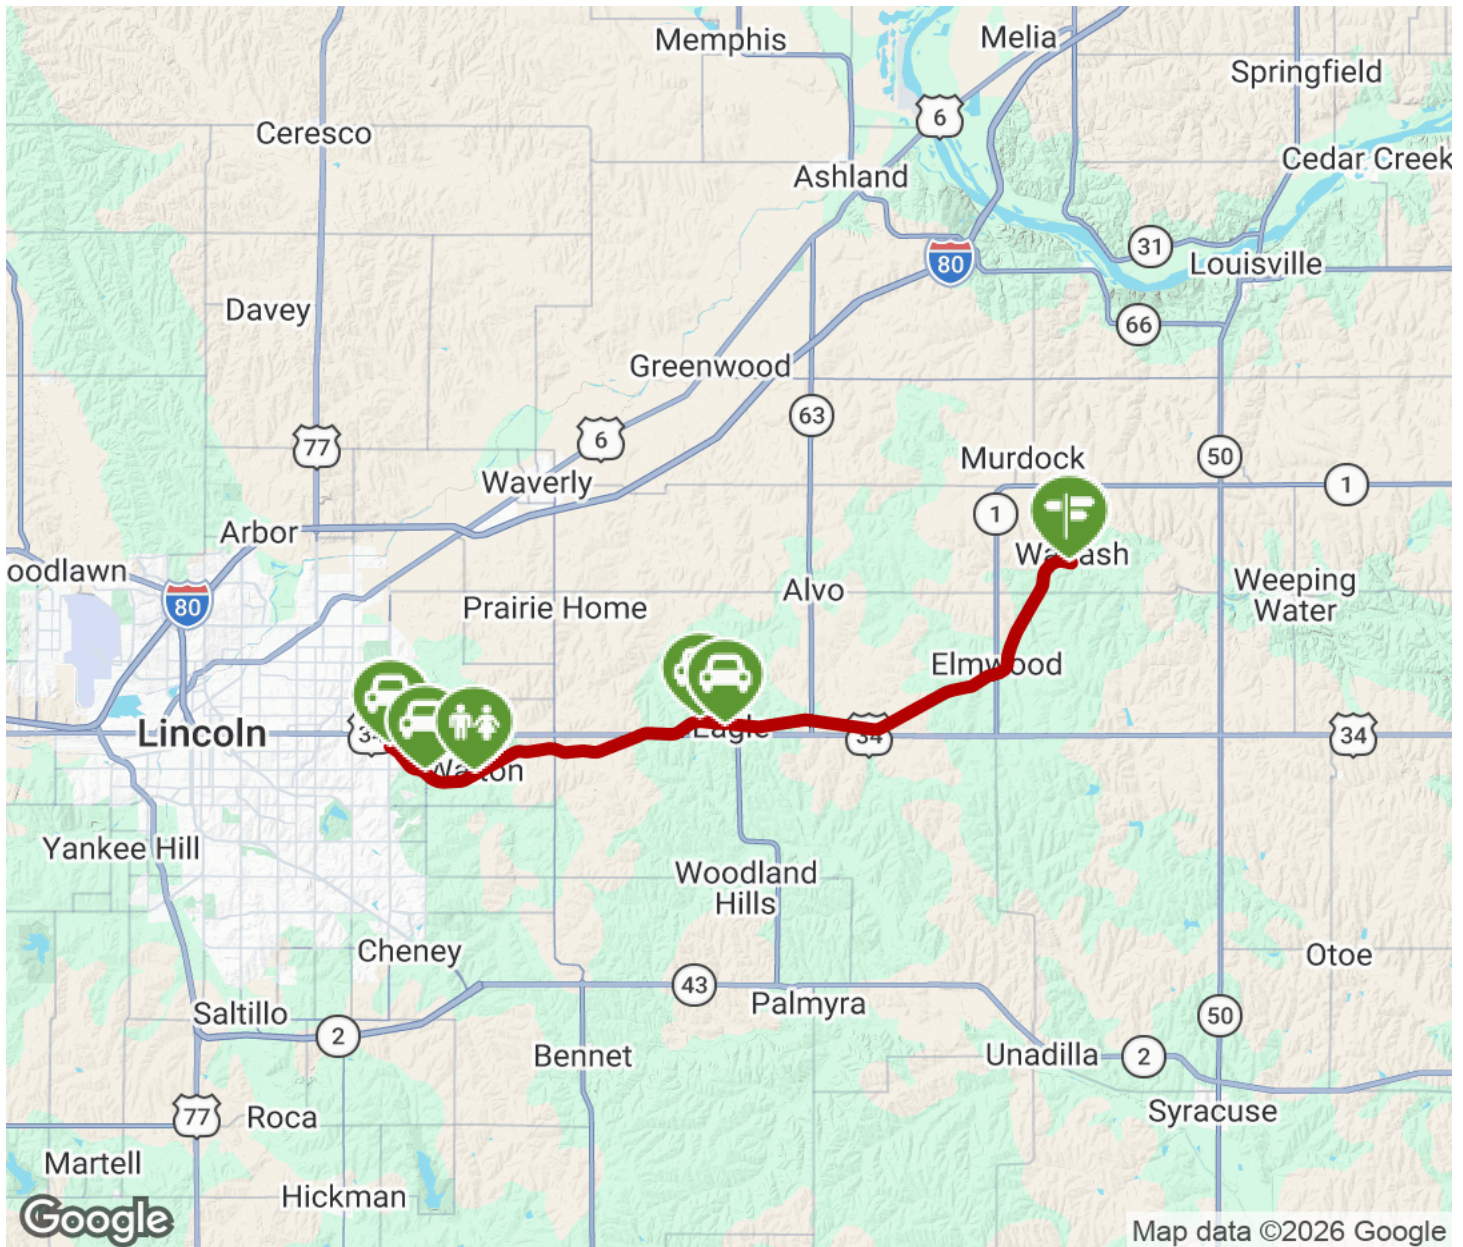 Memphis
Melia
Springfield
6
Ceresco
Cedar Creek
Ashland
31
80
Louisville
Davey
66
Greenwood
63
77
6
Murdock
50
Waverly
1
1
Arbor
oodlawn
80
Weeping
Water
Alvo
Prairie Home
Elmwood
Lincoln
Eagle
34
34
Yankee Hill
Woodland
Hills
Cheney
Otoe
43
Palmyra
Saltillo
2
50
Bennet
Unadilla
2
77
Roca
Syracuse
Martell
Hickman
Google
Map data ©2026 Google